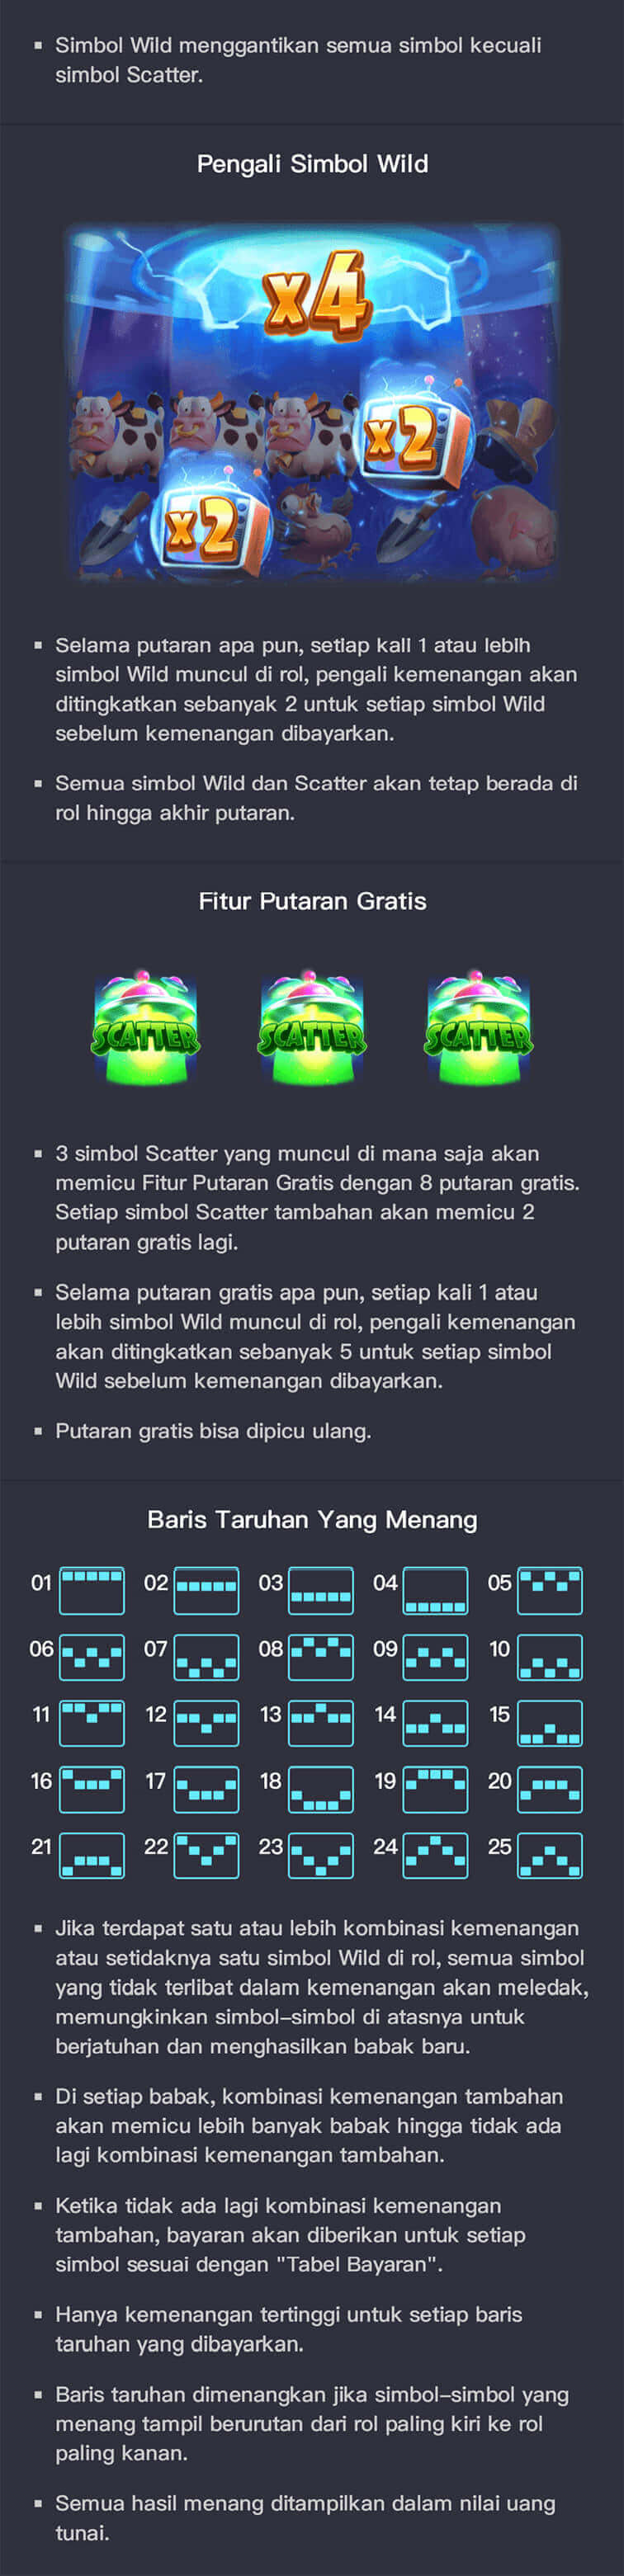 ▪ Simbol Wild menggantikan semua simbol kecuali
simbol Scatter.
Pengali Simbol Wild
x4
x2
x2
▪ Selama putaran apa pun, setiap kali 1 atau lebih
simbol Wild muncul di rol, pengali kemenangan akan
ditingkatkan sebanyak 2 untuk setiap simbol Wild
sebelum kemenangan dibayarkan.
▪ Semua simbol Wild dan Scatter akan tetap berada di
rol hingga akhir putaran.
Fitur Putaran Gratis
SCATTER SCATTER SCATTER
▪ 3 simbol Scatter yang muncul di mana saja akan
memicu Fitur Putaran Gratis dengan 8 putaran gratis.
Setiap simbol Scatter tambahan akan memicu 2
putaran gratis lagi.
▪ Selama putaran gratis apa pun, setiap kali 1 atau
lebih simbol Wild muncul di rol, pengali kemenangan
akan ditingkatkan sebanyak 5 untuk setiap simbol
Wild sebelum kemenangan dibayarkan.
▪ Putaran gratis bisa dipicu ulang.
Baris Taruhan Yang Menang
01 02 03 04 05
06 07 08 09 10
11 12 13 14 15
16 17 18 19 20
21 22 23 24 25
▪ Jika terdapat satu atau lebih kombinasi kemenangan
atau setidaknya satu simbol Wild di rol, semua simbol
yang tidak terlibat dalam kemenangan akan meledak,
memungkinkan simbol–simbol di atasnya untuk
berjatuhan dan menghasilkan babak baru.
▪ Di setiap babak, kombinasi kemenangan tambahan
akan memicu lebih banyak babak hingga tidak ada
lagi kombinasi kemenangan tambahan.
▪ Ketika tidak ada lagi kombinasi kemenangan
tambahan, bayaran akan diberikan untuk setiap
simbol sesuai dengan "Tabel Bayaran".
▪ Hanya kemenangan tertinggi untuk setiap baris
taruhan yang dibayarkan.
▪ Baris taruhan dimenangkan jika simbol–simbol yang
menang tampil berurutan dari rol paling kiri ke rol
paling kanan.
▪ Semua hasil menang ditampilkan dalam nilai uang
tunai.